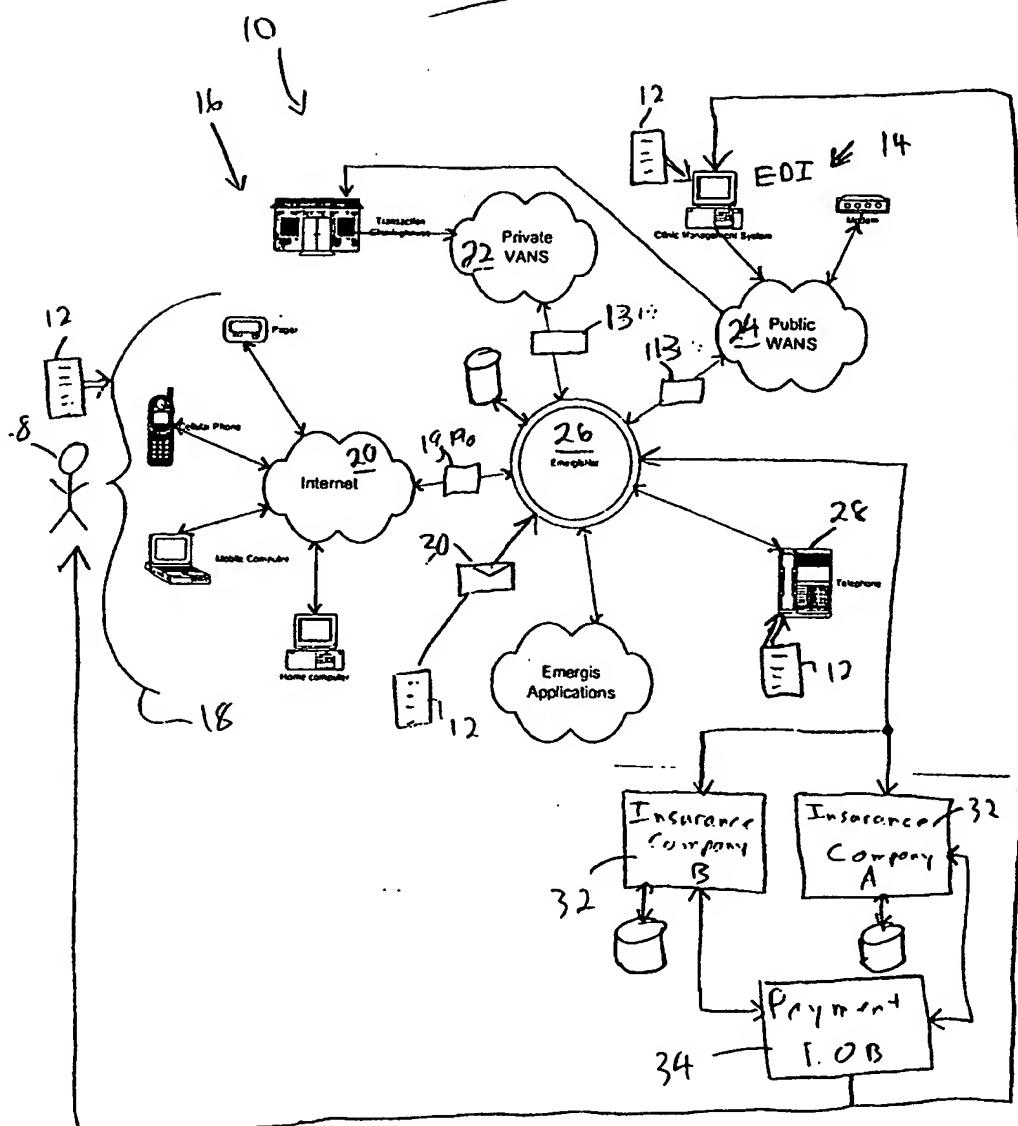 10
16
12
EDI
14
Transaction
Clearinghouse
Private
VANS
22
Clinic Management System
Modem
24
Public
WANS
12
Pager
Cellular Phone
20
Internet
26
28
Telephone
30
Mobile Computer
Home computer
12
Emergis
Applications
12
18
Insurance
Company
B
32
Insurance
Company
A
32
Payment
34